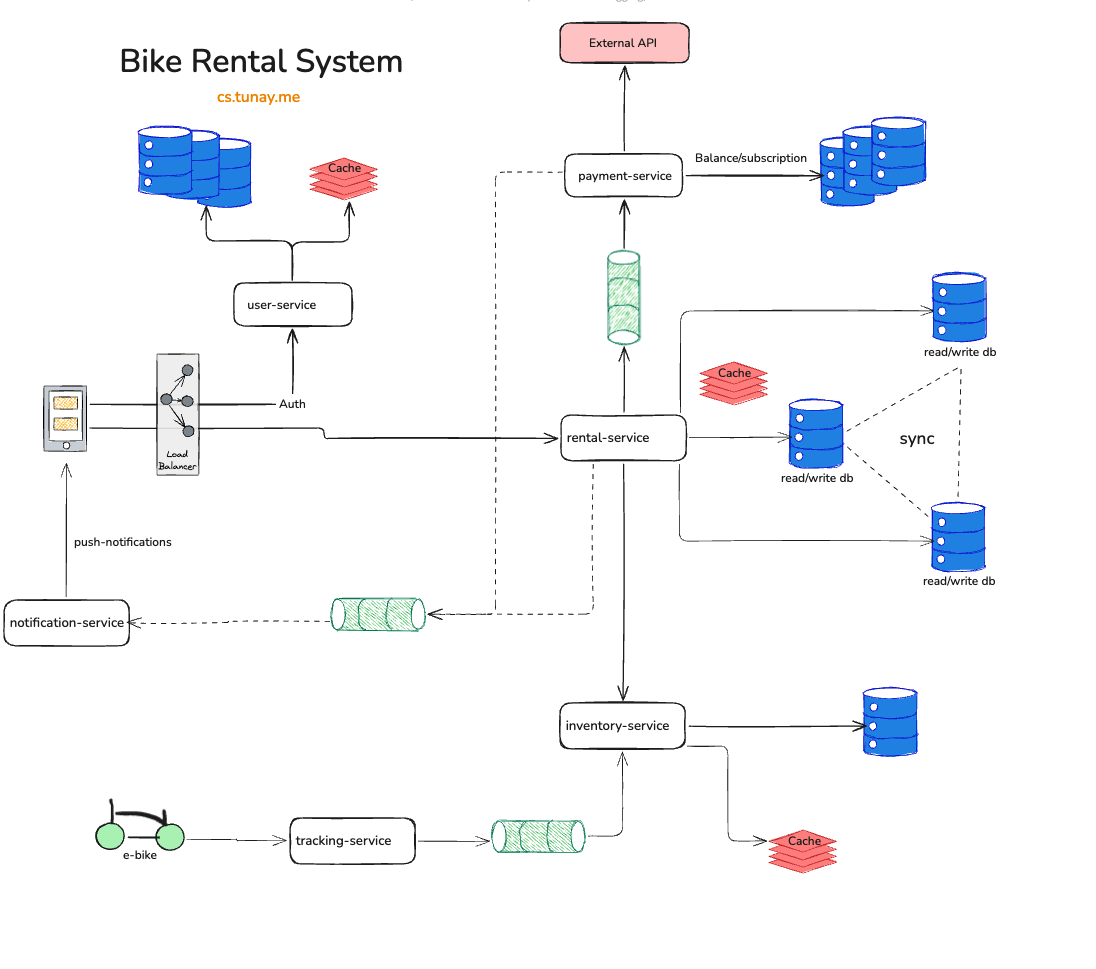 Bike Rental System
cs.tunay.me
External API
payment-service
Balance/subscription
Cache
user-service
read/write db
Cache
Auth
rental-service
sync
Load
Balancer
read/write db
push-notifications
read/write db
notification-service
inventory-service
tracking-service
Cache
e-bike